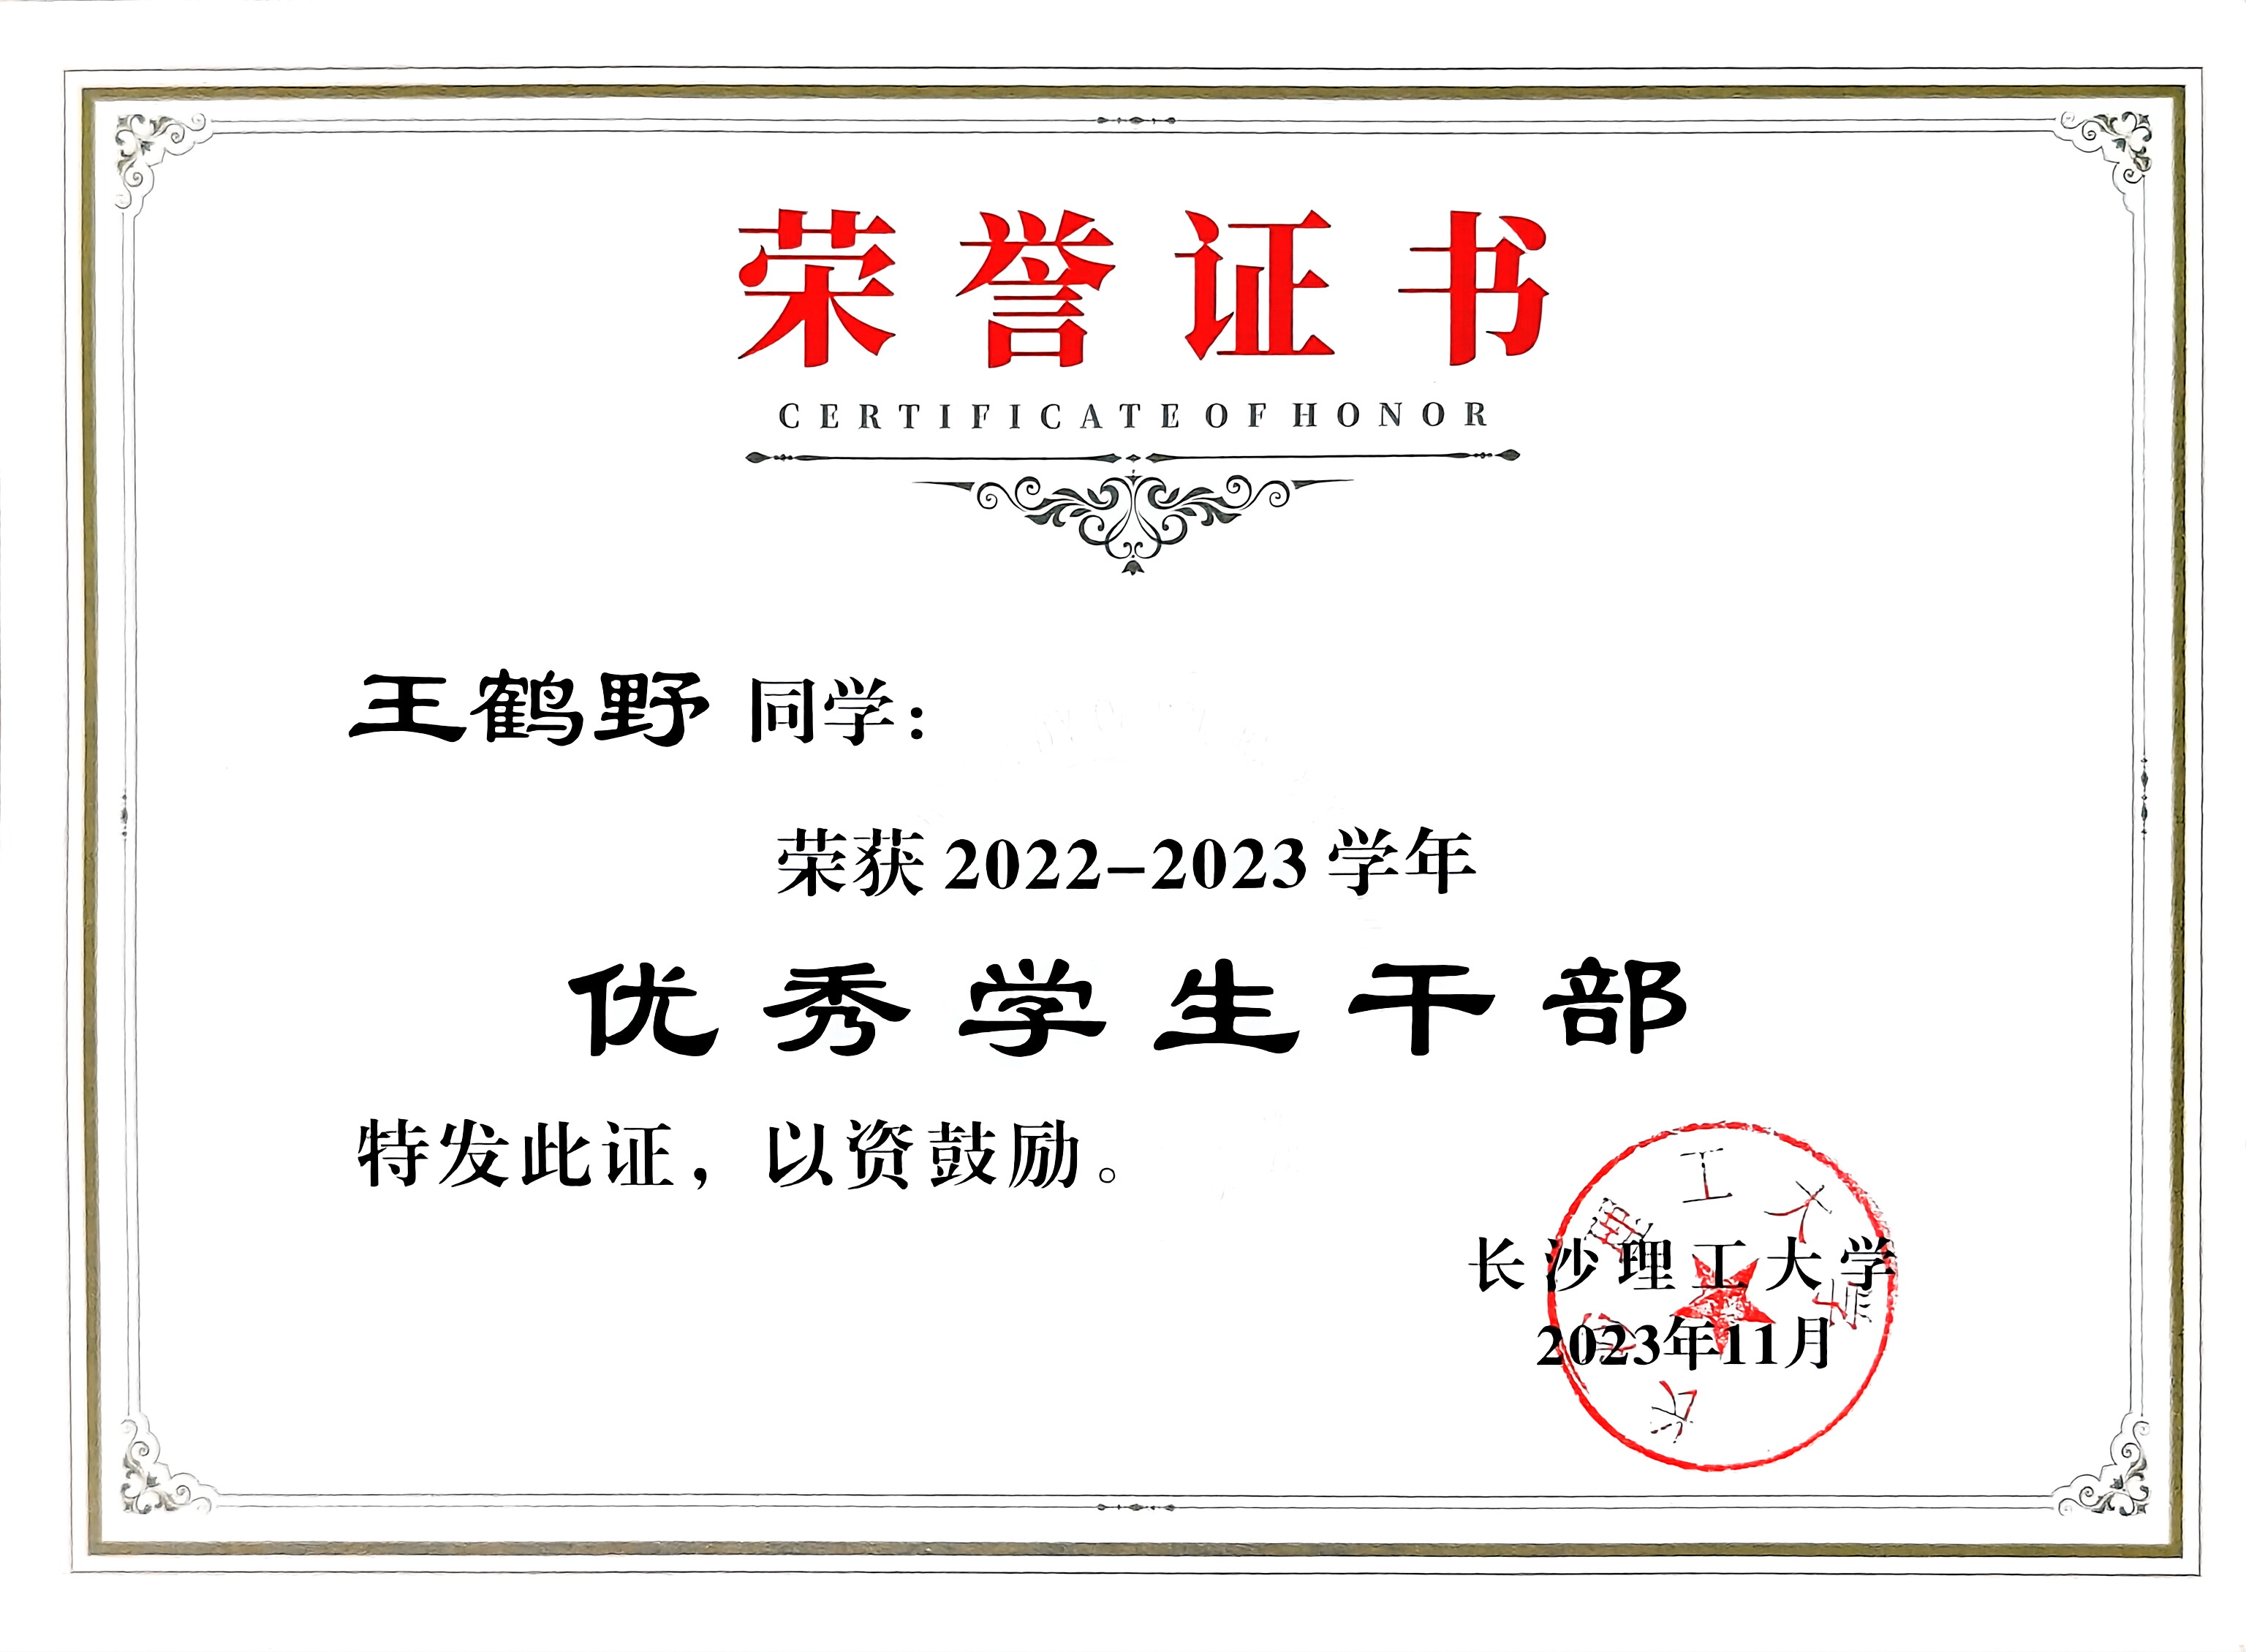 荣誉证书
CERTIFICATE OF HONOR
王鹤野 同学：
荣获 2022-2023 学年
优秀学生干部
特发此证，以资鼓励。
长沙理工大学
2023年11月
长沙理工大学